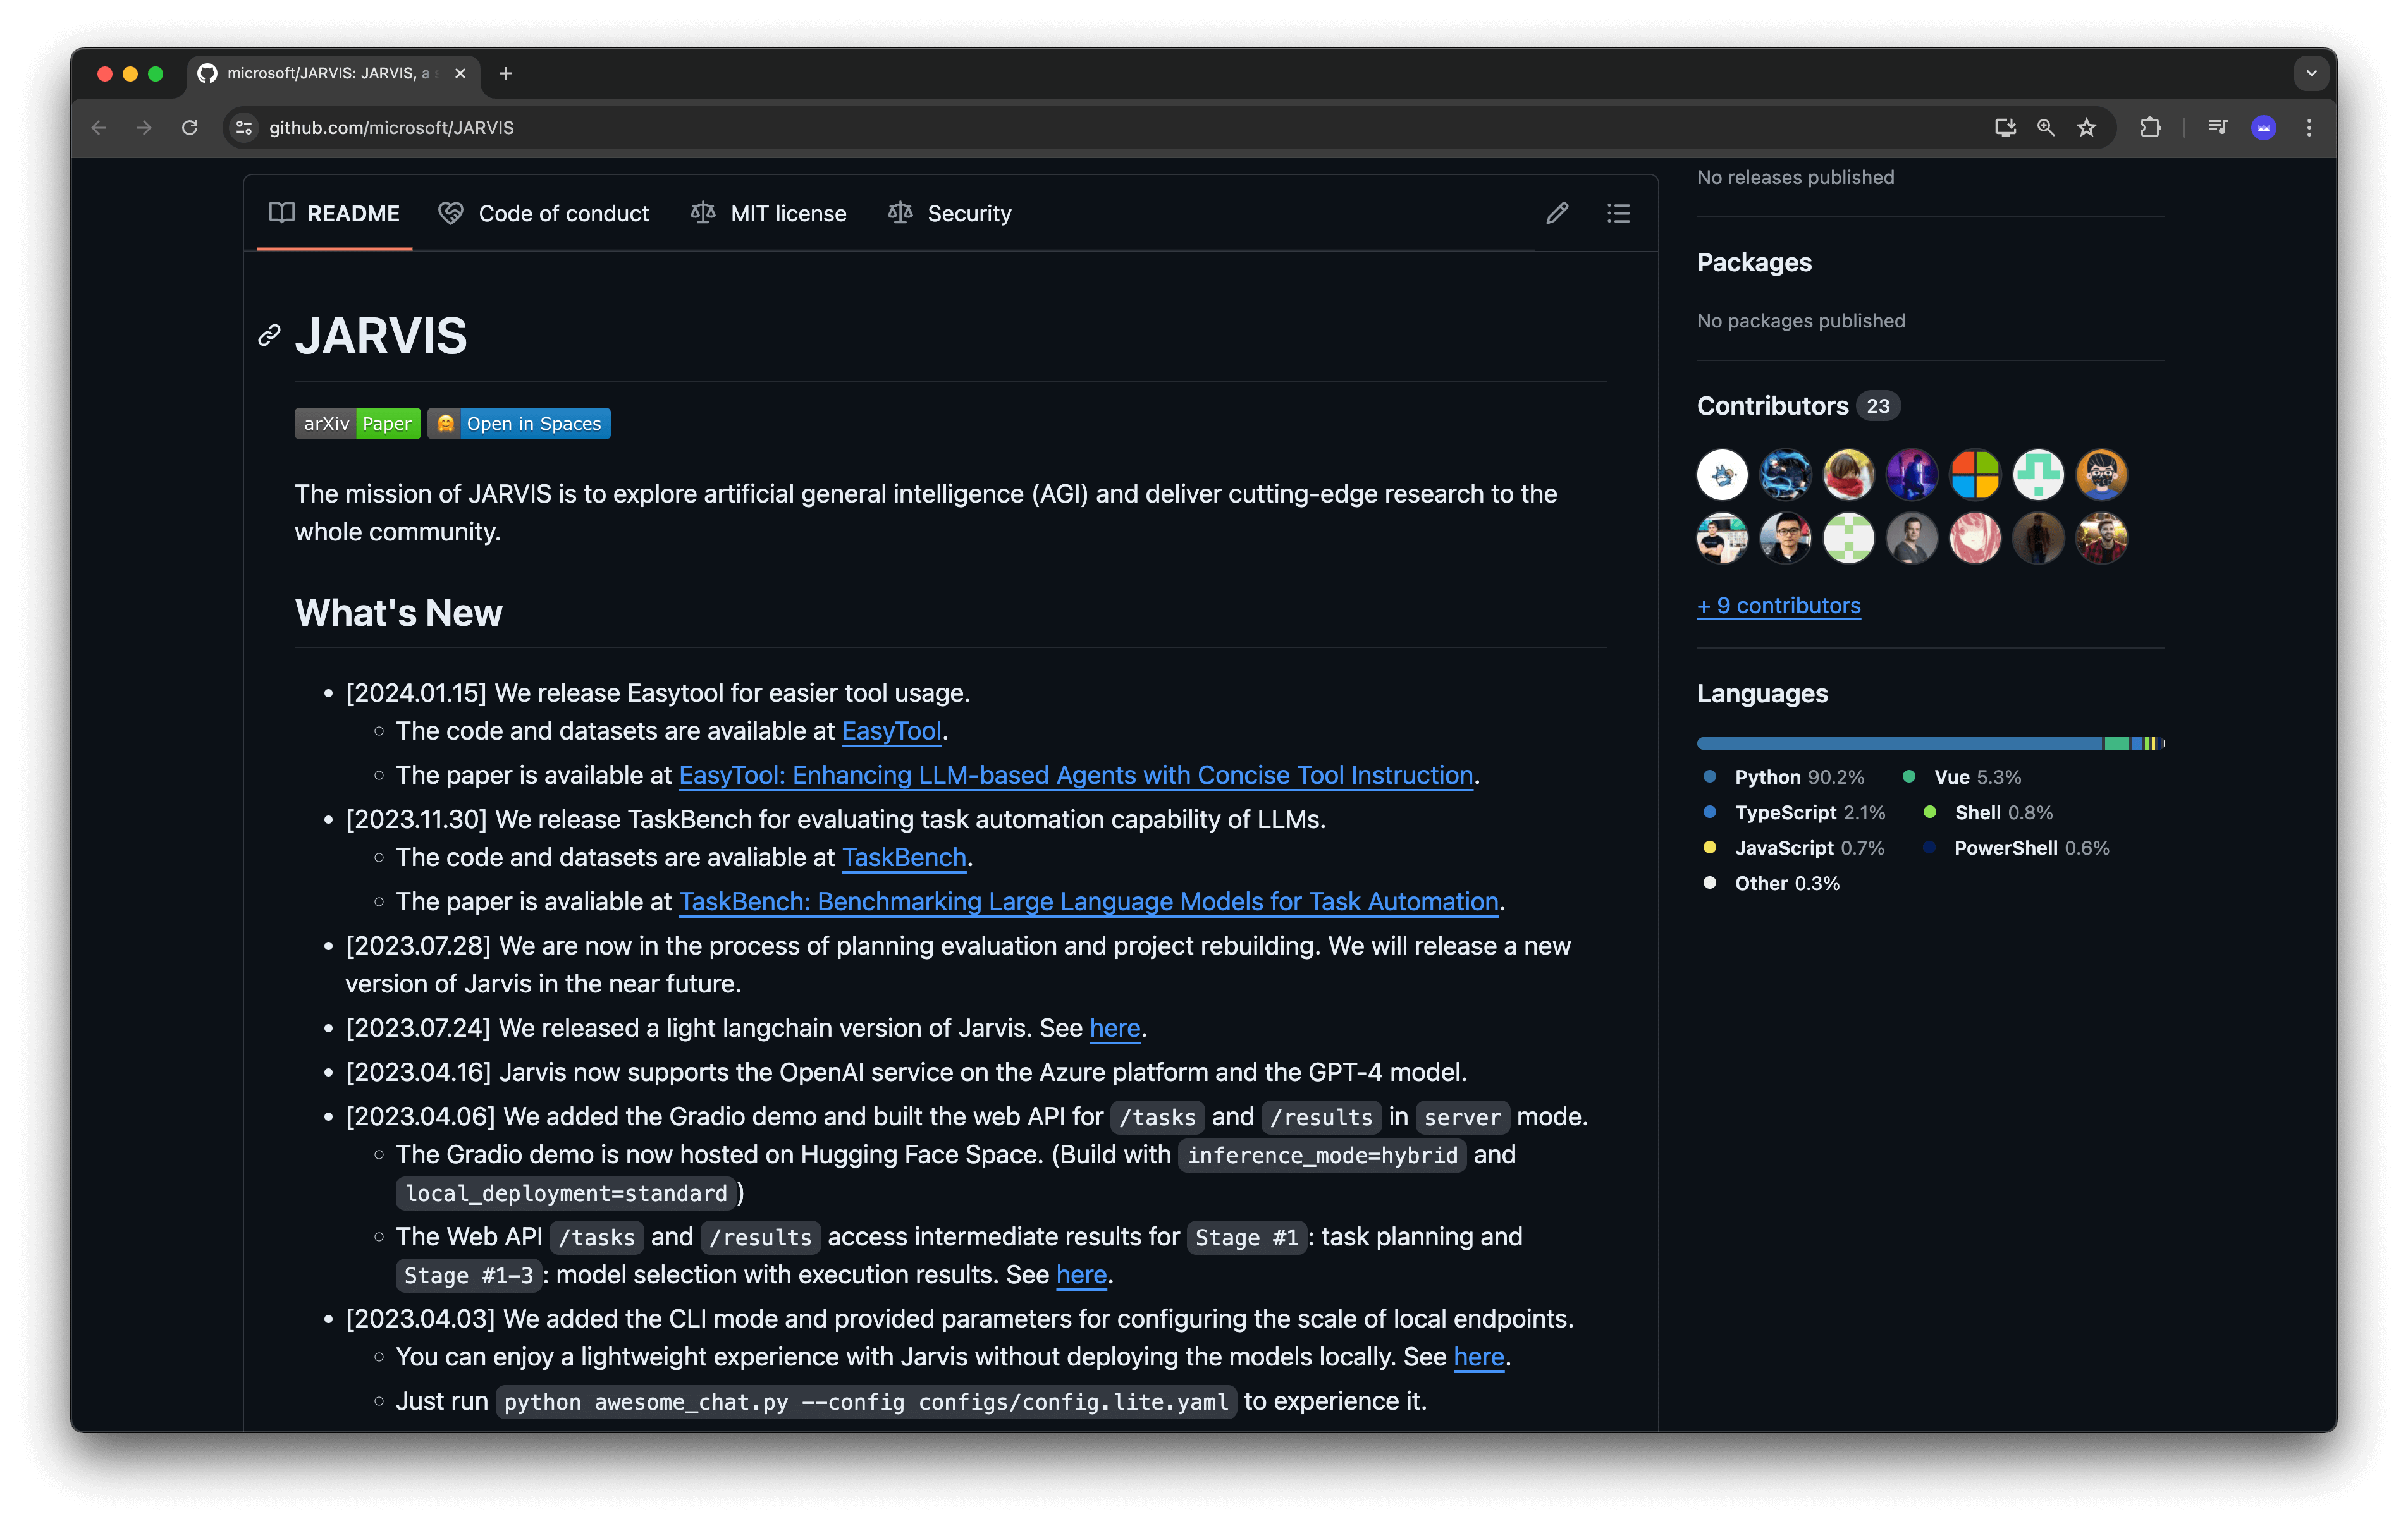 microsoft/JARVIS: JARVIS, a
github.com/microsoft/JARVIS
README
Code of conduct
MIT license
Security
JARVIS
arXiv Paper
Open in Spaces
The mission of JARVIS is to explore artificial general intelligence (AGI) and deliver cutting-edge research to the
whole community.
What's New
[2024.01.15] We release Easytool for easier tool usage.
The code and datasets are available at EasyTool.
The paper is available at EasyTool: Enhancing LLM-based Agents with Concise Tool Instruction.
[2023.11.30] We release TaskBench for evaluating task automation capability of LLMs.
The code and datasets are avaliable at TaskBench.
The paper is avaliable at TaskBench: Benchmarking Large Language Models for Task Automation.
[2023.07.28] We are now in the process of planning evaluation and project rebuilding. We will release a new
version of Jarvis in the near future.
[2023.07.24] We released a light langchain version of Jarvis. See here.
[2023.04.16] Jarvis now supports the OpenAI service on the Azure platform and the GPT-4 model.
[2023.04.06] We added the Gradio demo and built the web API for /tasks and /results in server mode.
The Gradio demo is now hosted on Hugging Face Space. (Build with inference_mode=hybrid and
local_deployment=standard)
The Web API /tasks and /results access intermediate results for Stage #1: task planning and
Stage #1-3: model selection with execution results. See here.
[2023.04.03] We added the CLI mode and provided parameters for configuring the scale of local endpoints.
You can enjoy a lightweight experience with Jarvis without deploying the models locally. See here.
Just run python awesome_chat.py --config configs/config.lite.yaml to experience it.
No releases published
Packages
No packages published
Contributors 23
+ 9 contributors
Languages
Python 90.2%
Vue 5.3%
TypeScript 2.1%
Shell 0.8%
JavaScript 0.7%
PowerShell 0.6%
Other 0.3%